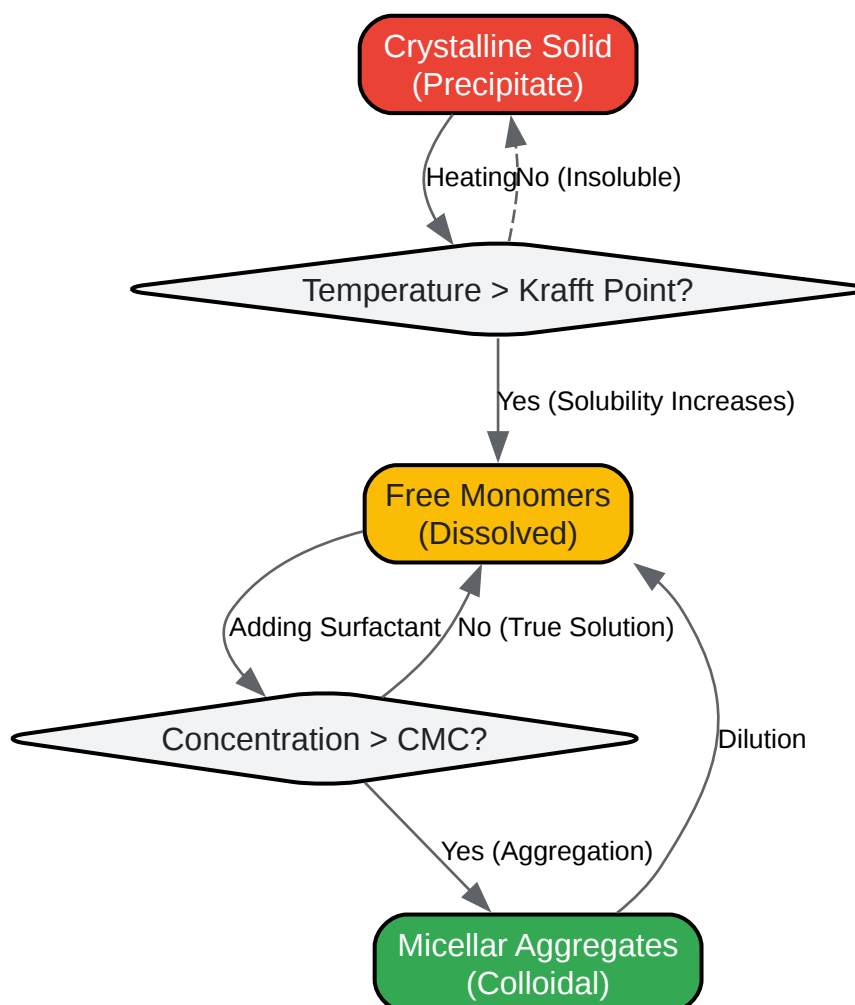 Crystalline Solid
(Precipitate)
Heating
No (Insoluble)
Temperature > Krafft Point?
Yes (Solubility Increases)
Free Monomers
(Dissolved)
Adding Surfactant
No (True Solution)
Concentration > CMC?
Dilution
Yes (Aggregation)
Micellar Aggregates
(Colloidal)